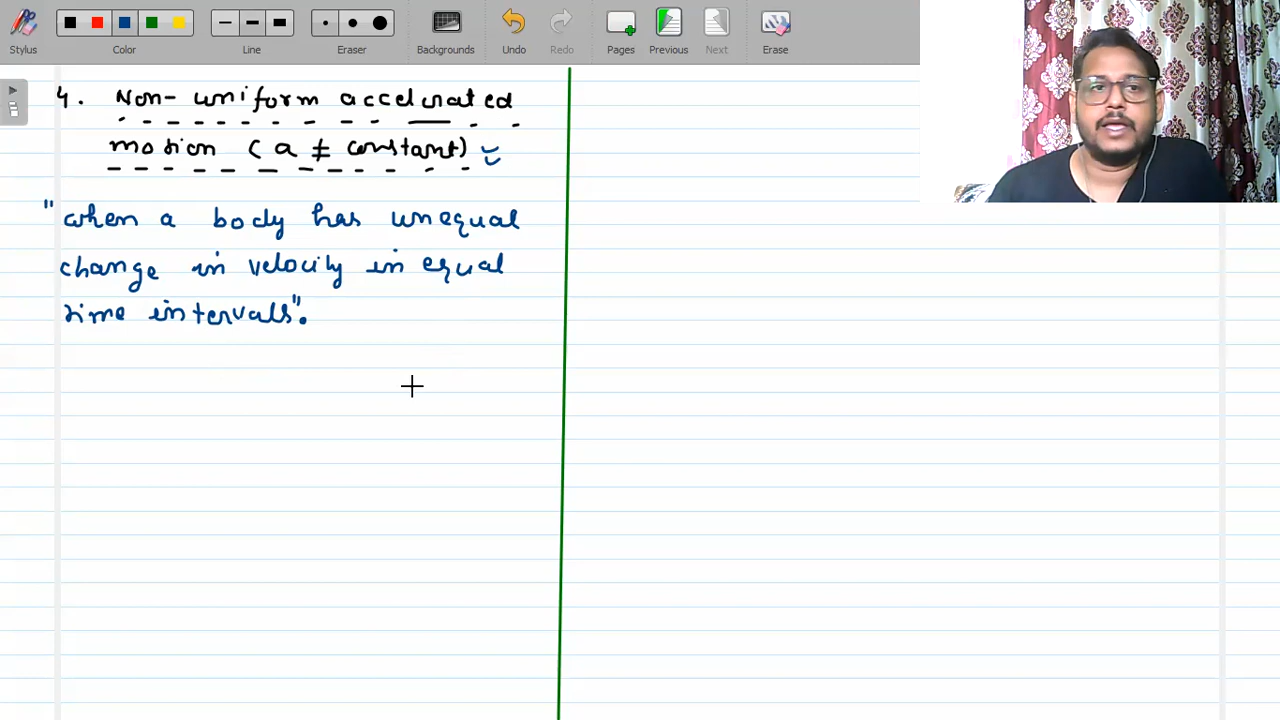 Stylus
Color
Line
Eraser
Backgrounds
Undo
Redo
Pages
Previous
Next
Erase
4. Non-uniform accelerated
motion (a ≠ constant)
"when a body has unequal
change in velocity in equal
time intervals".